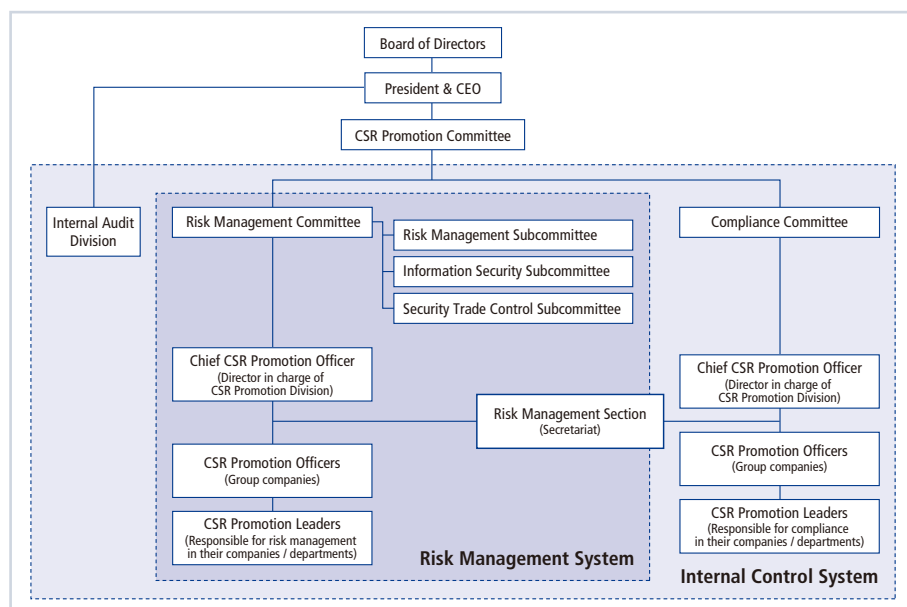 Board of Directors
President & CEO
CSR Promotion Committee
Internal Audit
Division
Risk Management Committee
Risk Management Subcommittee
Information Security Subcommittee
Security Trade Control Subcommittee
Compliance Committee
Chief CSR Promotion Officer
(Director in charge of
CSR Promotion Division)
Chief CSR Promotion Officer
(Director in charge of
CSR Promotion Division)
Risk Management Section
(Secretariat)
CSR Promotion Officers
(Group companies)
CSR Promotion Officers
(Group companies)
CSR Promotion Leaders
(Responsible for risk management
in their companies / departments)
CSR Promotion Leaders
(Responsible for compliance
in their companies / departments)
Risk Management System
Internal Control System